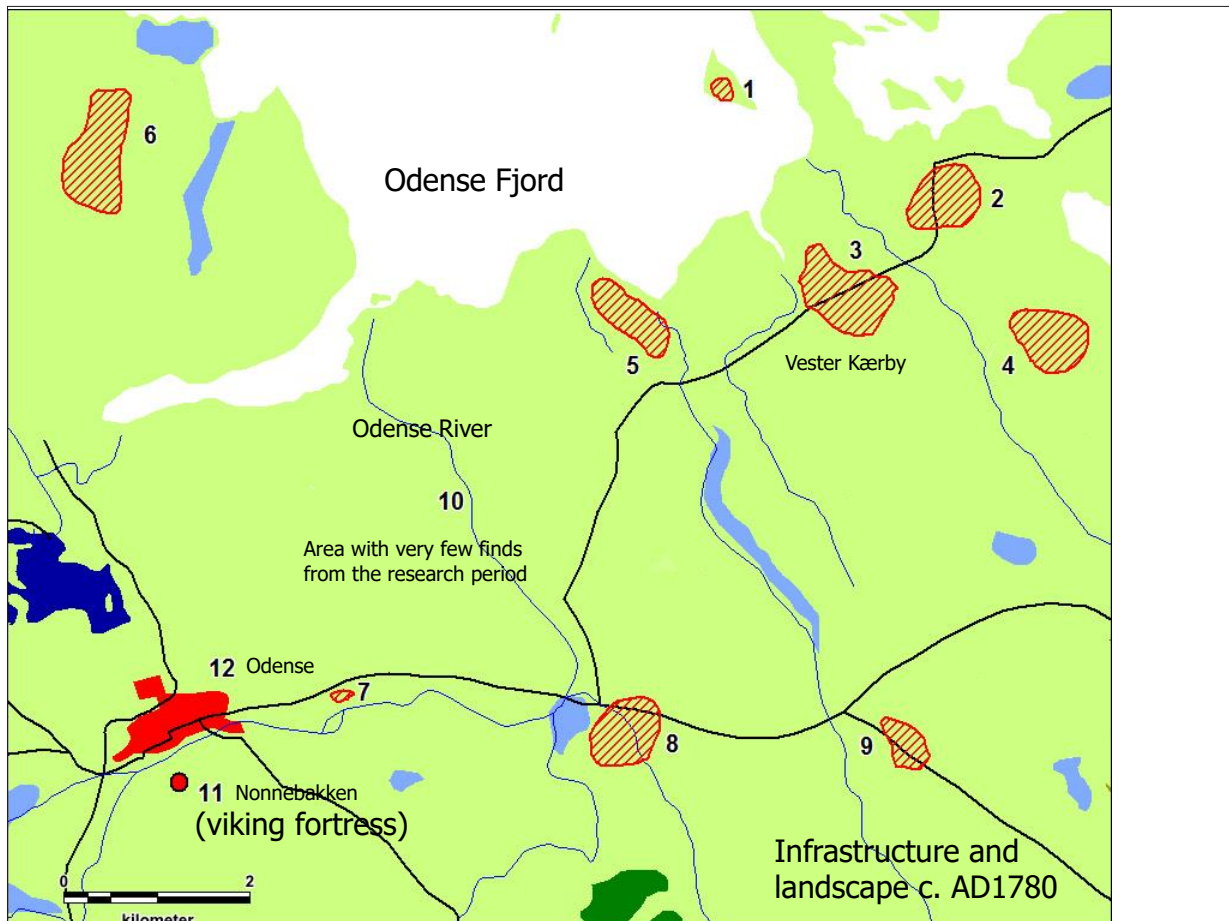 1
6
Odense Fjord
2
3
5
Vester Kærby
4
Odense River
10
Area with very few finds
from the research period
12 Odense
7
8
9
11 Nonnebakken
(viking fortress)
Infrastructure and
landscape c. AD1780
0 2
kilometer